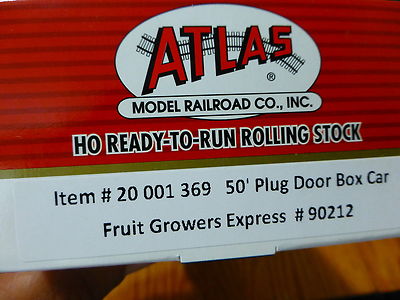 ATLAS
®
MODEL RAILROAD CO., INC.
HO READY-TO-RUN ROLLING STOCK
Item # 20 001 369 50' Plug Door Box Car
Fruit Growers Express # 90212